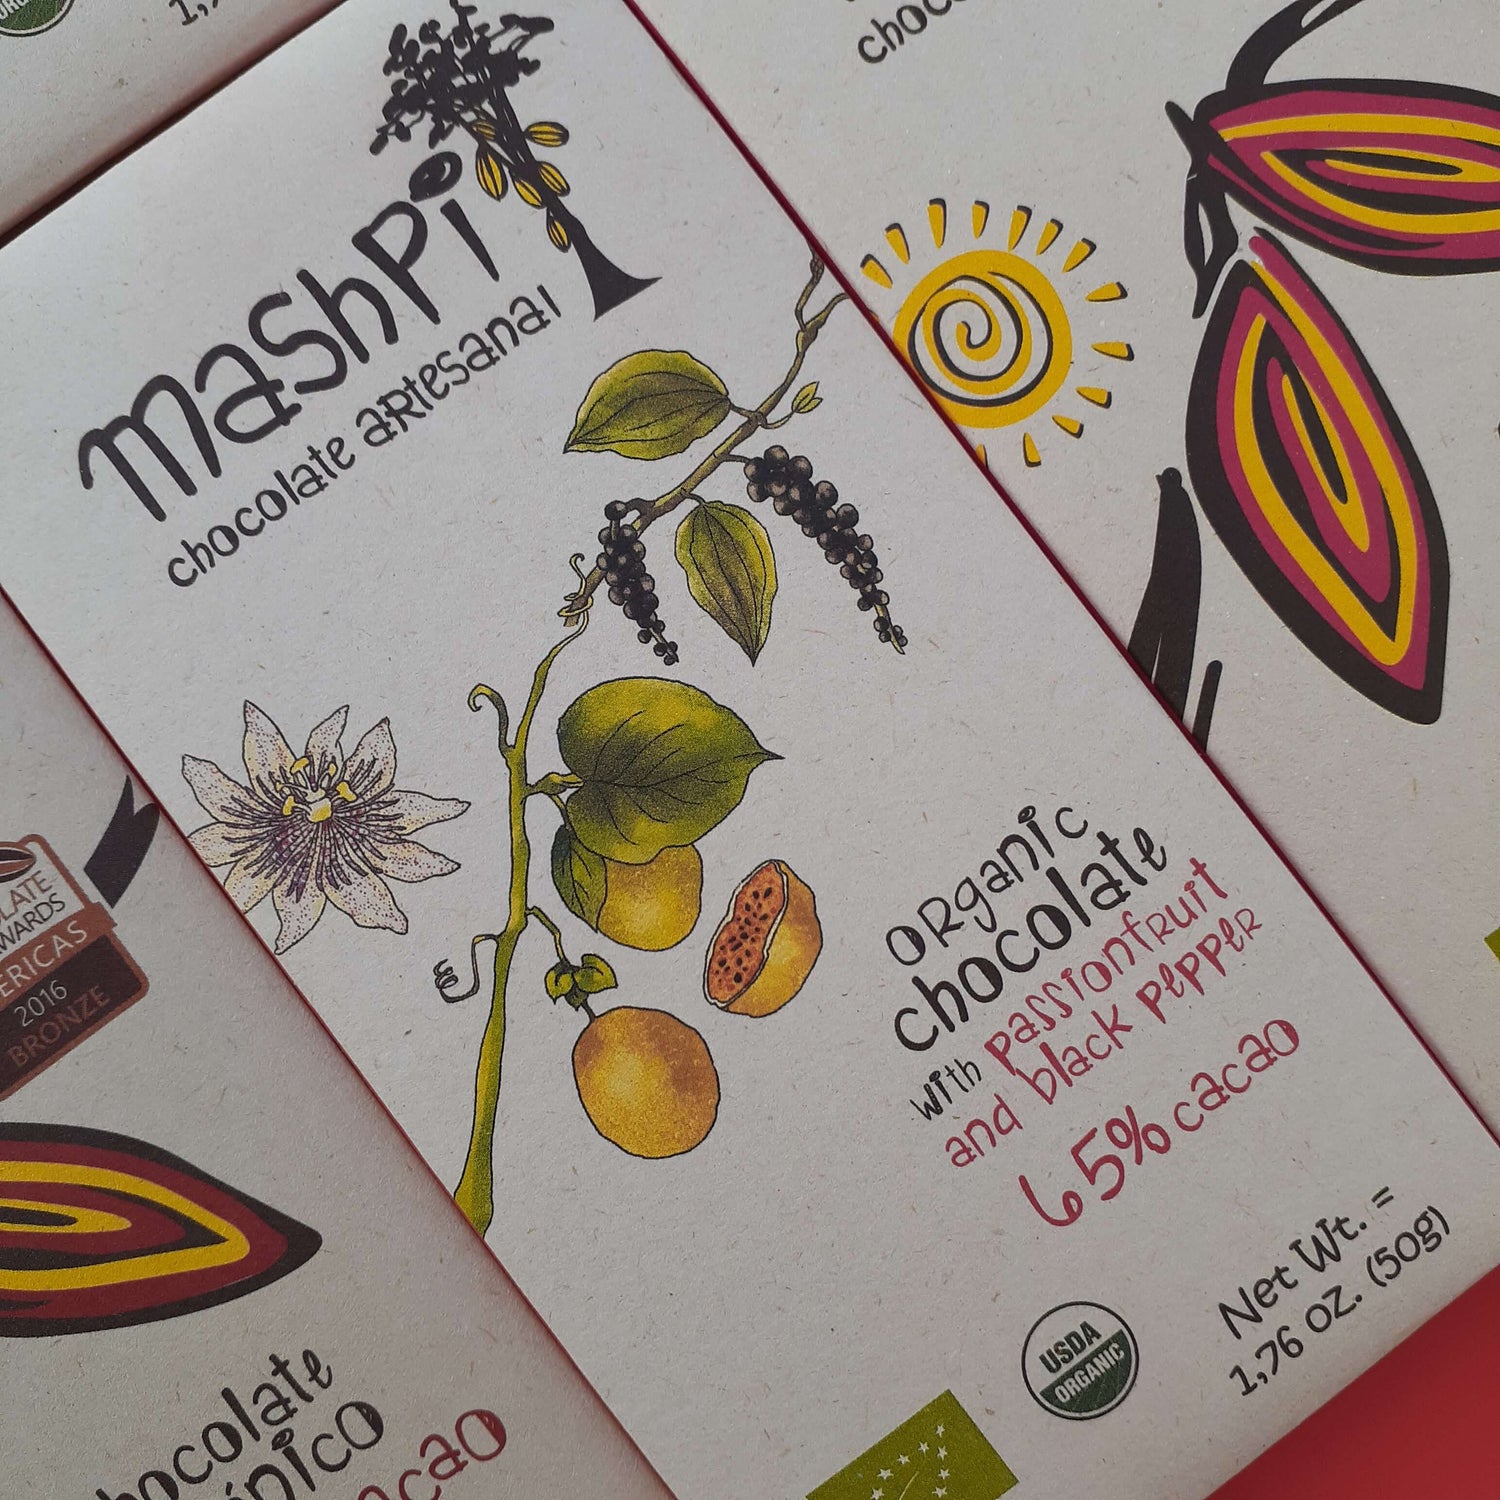 mashpi
chocolate artesanal
organic
chocolate
with passionfruit
and black pepper
65% cacao
Net Wt. =
1,76 oz. (50g)
USDA
ORGANIC
AMERICAS
2016
BRONZE
chocolate
cacao